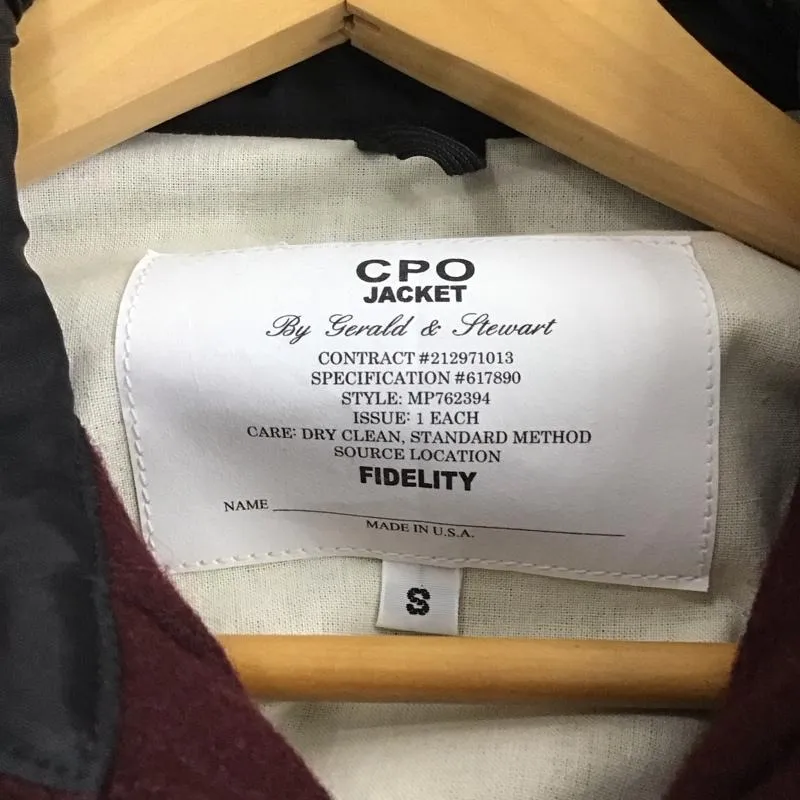 CPO
JACKET
By Gerald & Stewart
CONTRACT #212971013
SPECIFICATION #617890
STYLE: MP762394
ISSUE: 1 EACH
CARE: DRY CLEAN, STANDARD METHOD
SOURCE LOCATION
FIDELITY
NAME
MADE IN U.S.A.
S